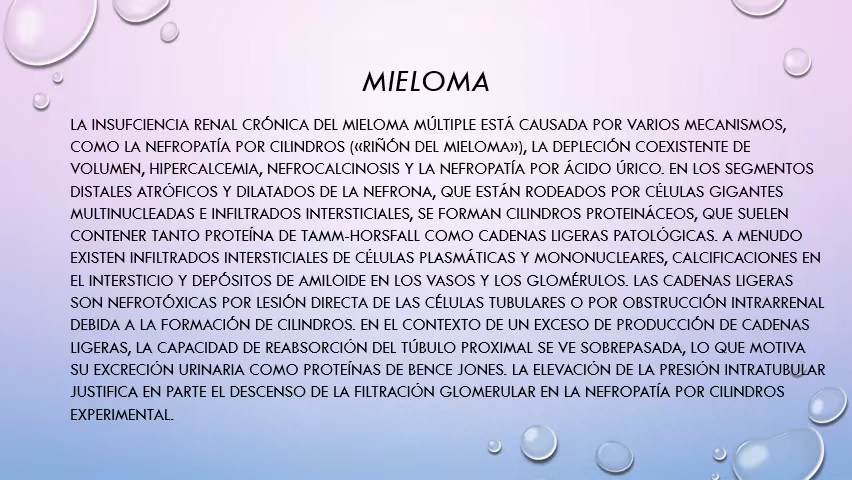 MIELOMA
LA INSUFCIENCIA RENAL CRÓNICA DEL MIELOMA MÚLTIPLE ESTÁ CAUSADA POR VARIOS MECANISMOS,
COMO LA NEFROPATÍA POR CILINDROS («RIÑÓN DEL MIELOMA»), LA DEPLECIÓN COEXISTENTE DE
VOLUMEN, HIPERCALCEMIA, NEFROCALCINOSIS Y LA NEFROPATÍA POR ÁCIDO ÚRICO. EN LOS SEGMENTOS
DISTALES ATRÓFICOS Y DILATADOS DE LA NEFRONA, QUE ESTÁN RODEADOS POR CÉLULAS GIGANTES
MULTINUCLEADAS E INFILTRADOS INTERSTICIALES, SE FORMAN CILINDROS PROTEINÁCEOS, QUE SUELEN
CONTENER TANTO PROTEÍNA DE TAMM-HORSFALL COMO CADENAS LIGERAS PATOLÓGICAS. A MENUDO
EXISTEN INFILTRADOS INTERSTICIALES DE CÉLULAS PLASMÁTICAS Y MONONUCLEARES, CALCIFICACIONES EN
EL INTERSTICIO Y DEPÓSITOS DE AMILOIDE EN LOS VASOS Y LOS GLOMÉRULOS. LAS CADENAS LIGERAS
SON NEFROTÓXICAS POR LESIÓN DIRECTA DE LAS CÉLULAS TUBULARES O POR OBSTRUCCIÓN INTRARRENAL
DEBIDA A LA FORMACIÓN DE CILINDROS. EN EL CONTEXTO DE UN EXCESO DE PRODUCCIÓN DE CADENAS
LIGERAS, LA CAPACIDAD DE REABSORCIÓN DEL TÚBULO PROXIMAL SE VE SOBREPASADA, LO QUE MOTIVA
SU EXCRECIÓN URINARIA COMO PROTEÍNAS DE BENCE JONES. LA ELEVACIÓN DE LA PRESIÓN INTRATUBULAR
JUSTIFICA EN PARTE EL DESCENSO DE LA FILTRACIÓN GLOMERULAR EN LA NEFROPATÍA POR CILINDROS
EXPERIMENTAL.